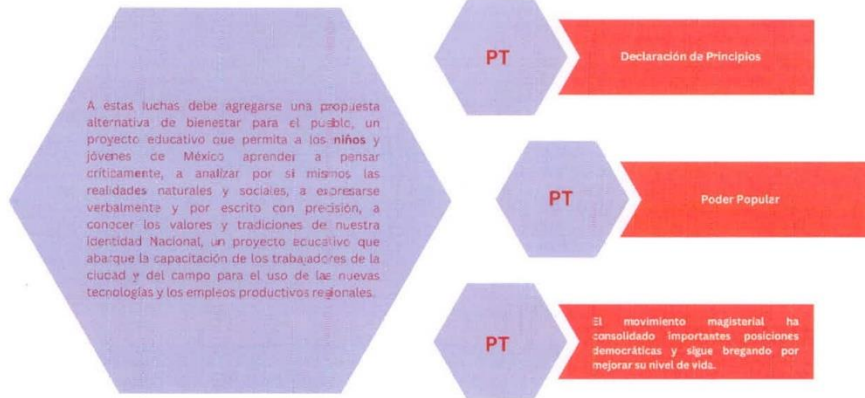 A estas luchas debe agregarse una propuesta
alternativa de bienestar para el pueblo, un
proyecto educativo que permita a los niños y
jóvenes de México aprender a pensar
críticamente, a analizar por si mismos las
realidades naturales y sociales, a expresarse
verbalmente y por escrito con precisión, a
conocer los valores y tradiciones de nuestra
Identidad Nacional, un proyecto educativo que
abarque la capacitación de los trabajadores de la
ciudad y del campo para el uso de las nuevas
tecnologías y los empleos productivos regionales.
PT
Declaración de Principios
PT
Poder Popular
PT
El movimiento magisterial ha
consolidado importantes posiciones
democráticas y sigue bregando por
mejorar su nivel de vida.